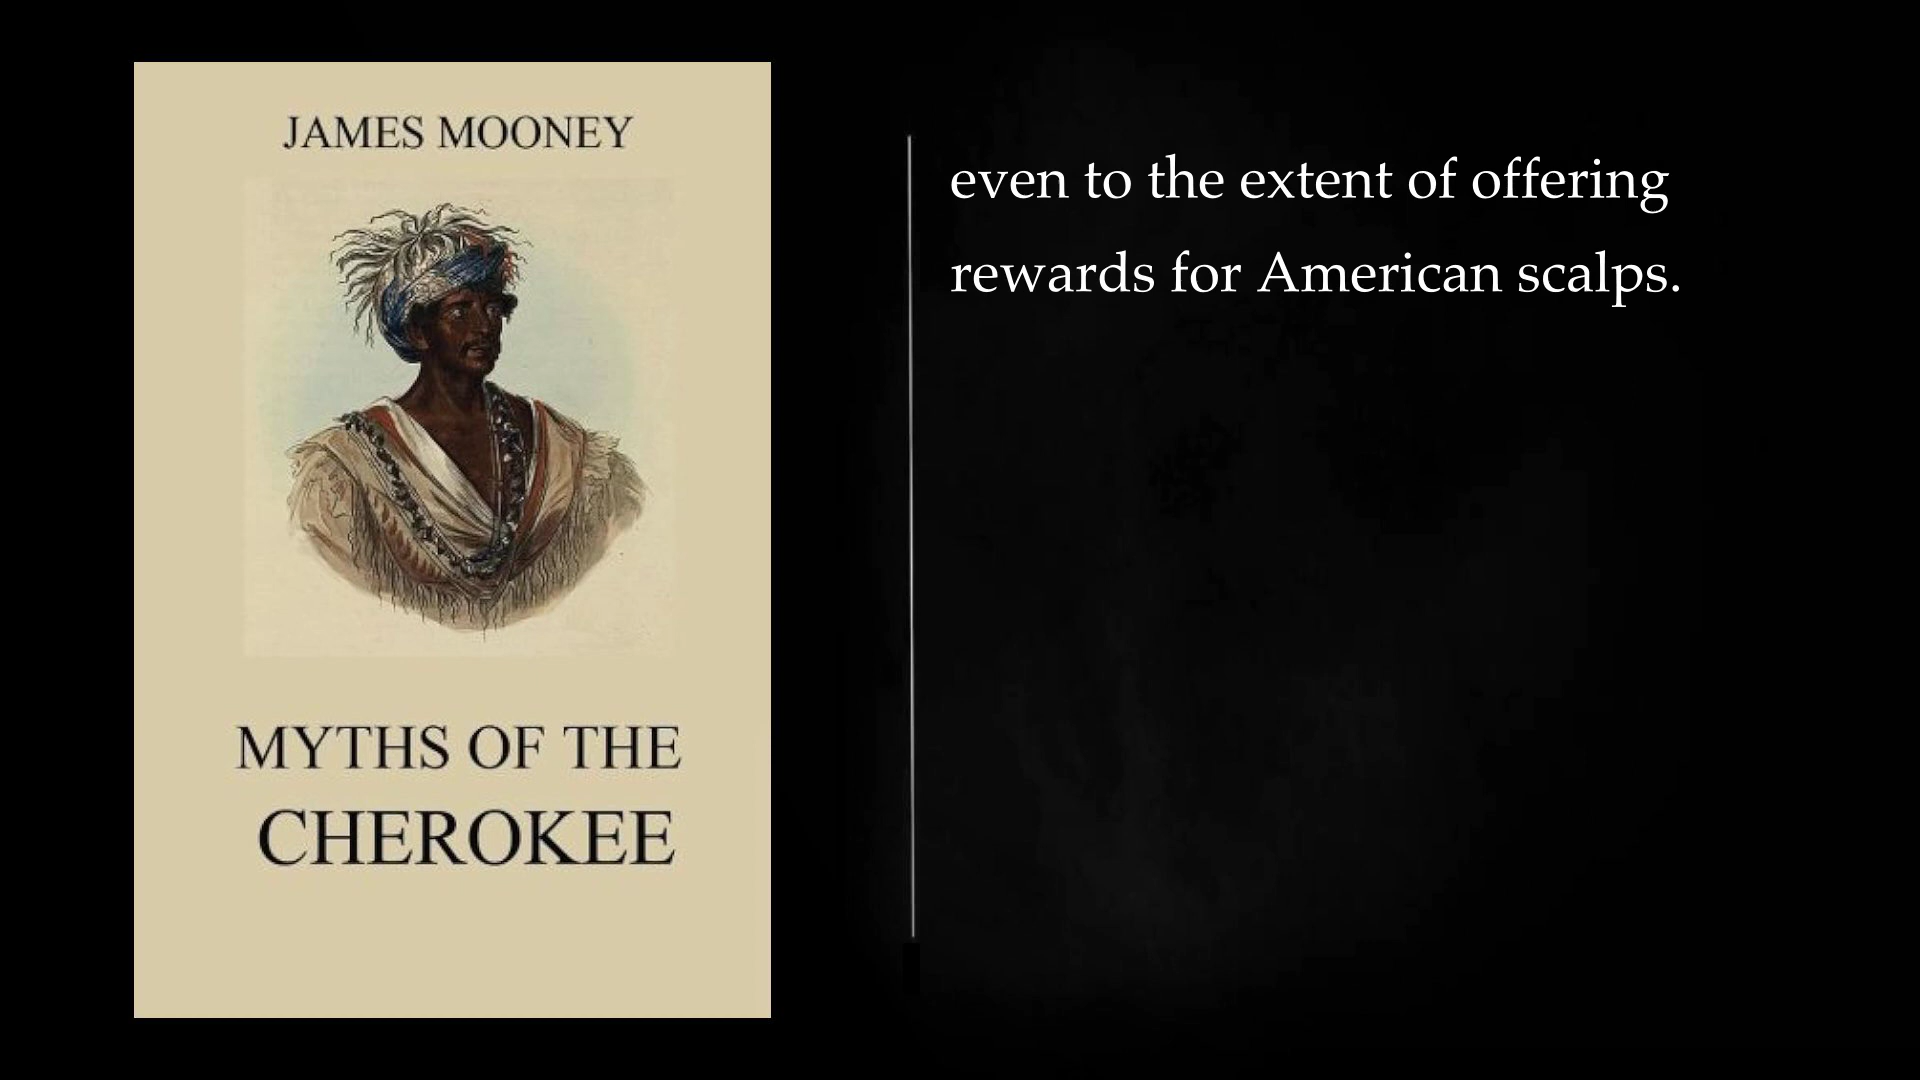 JAMES MOONEY
MYTHS OF THE
CHEROKEE
even to the extent of offering
rewards for American scalps.